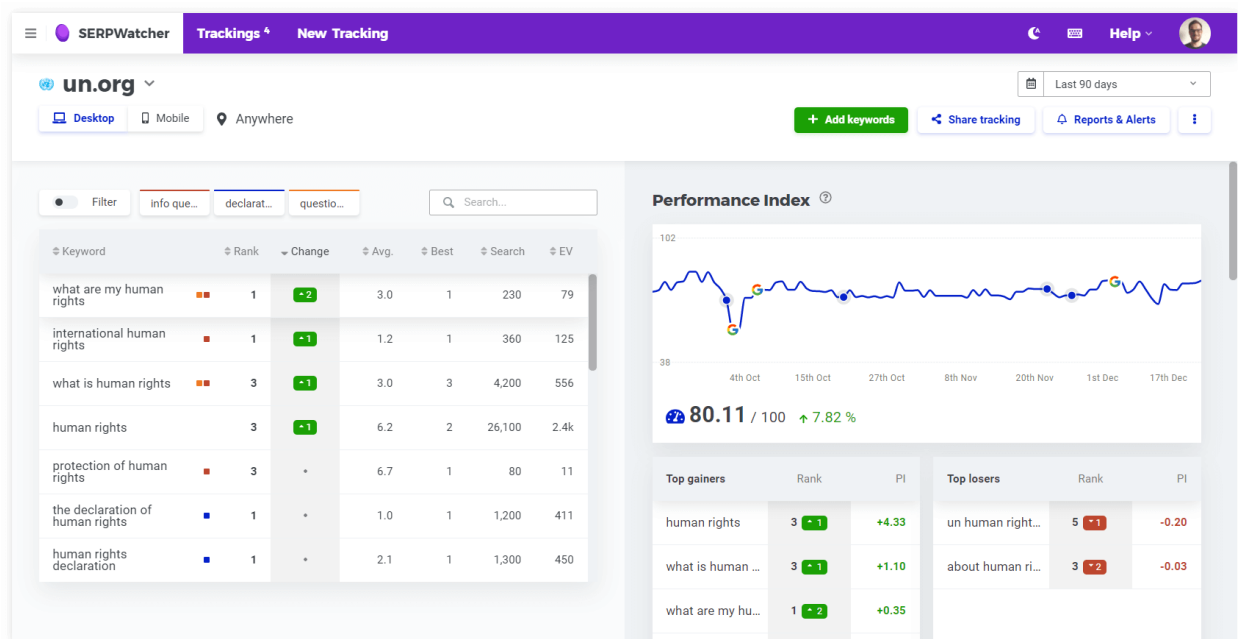 SERPWatcher Trackings 4 New Tracking Help
un.org Last 90 days
Desktop Mobile Anywhere + Add keywords Share tracking Reports & Alerts
Filter info que... declarat... questio... Search...
Keyword Rank Change Avg. Best Search EV
what are my human
rights 1 2 3.0 1 230 79
international human
rights 1 1 1.2 1 360 125
what is human rights 3 1 3.0 3 4,200 556
human rights 3 1 6.2 2 26,100 2.4k
protection of human
rights 3 • 6.7 1 80 11
the declaration of
human rights 1 • 1.0 1 1,200 411
human rights
declaration 1 • 2.1 1 1,300 450
Performance Index ?
102
G G G
38
4th Oct 15th Oct 27th Oct 8th Nov 20th Nov 1st Dec 17th Dec
80.11 / 100 7.82 %
Top gainers Rank PI
human rights 3 1 +4.33
what is human ... 3 1 +1.10
what are my hu... 1 2 +0.35
Top losers Rank PI
un human right... 5 1 -0.20
about human ri... 3 2 -0.03